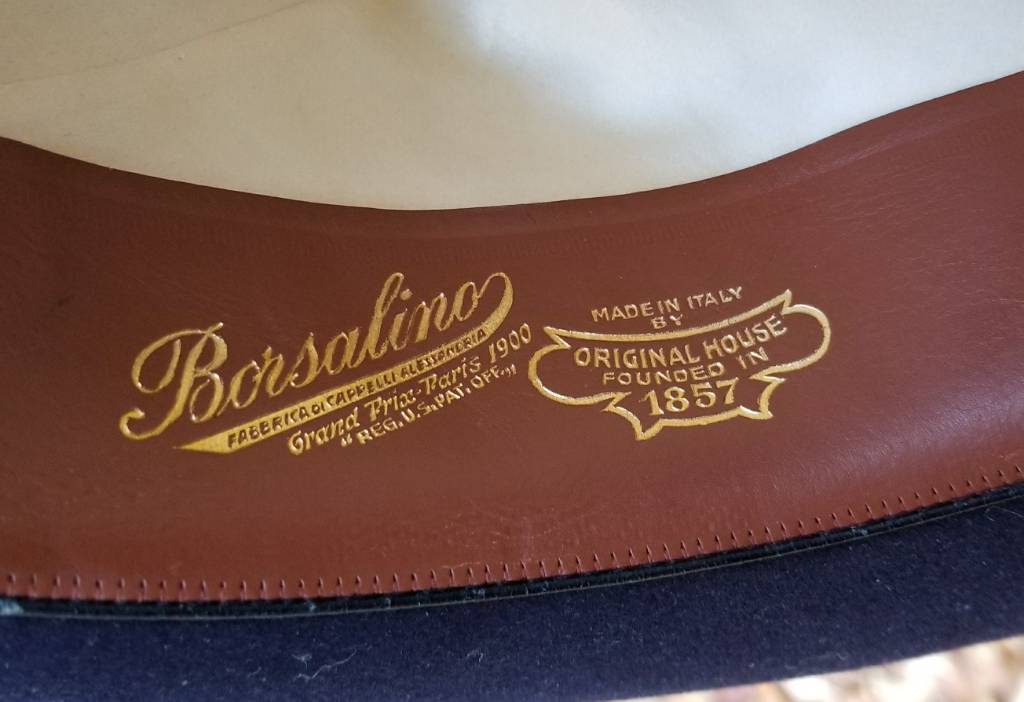 Borsalino
FABBRICA DI CAPPELLI ALESSANDRIA
Grand Prix-Paris 1900
"REG. U.S. PAT. OFF."
MADE IN ITALY
BY
ORIGINAL HOUSE
FOUNDED IN
1857